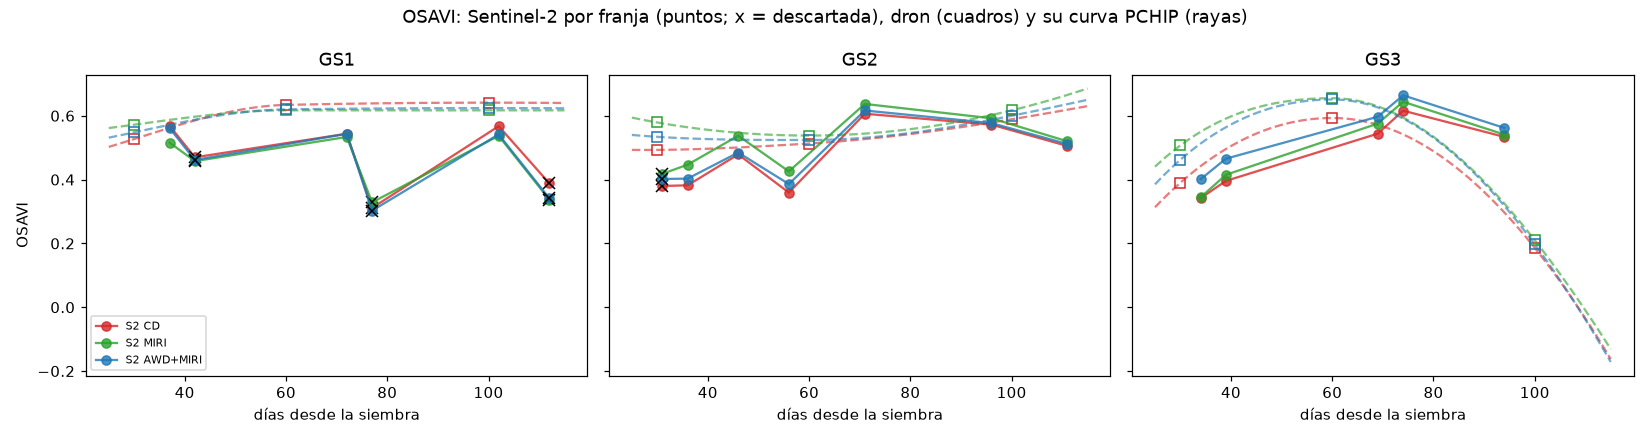 OSAVI: Sentinel-2 por franja (puntos; x = descartada), dron (cuadros) y su curva PCHIP (rayas)
GS1
GS2
GS3
OSAVI
0.6
0.4
0.2
0.0
−0.2
S2 CD
S2 MIRI
S2 AWD+MIRI
40 60 80 100
40 60 80 100
40 60 80 100
días desde la siembra
días desde la siembra
días desde la siembra